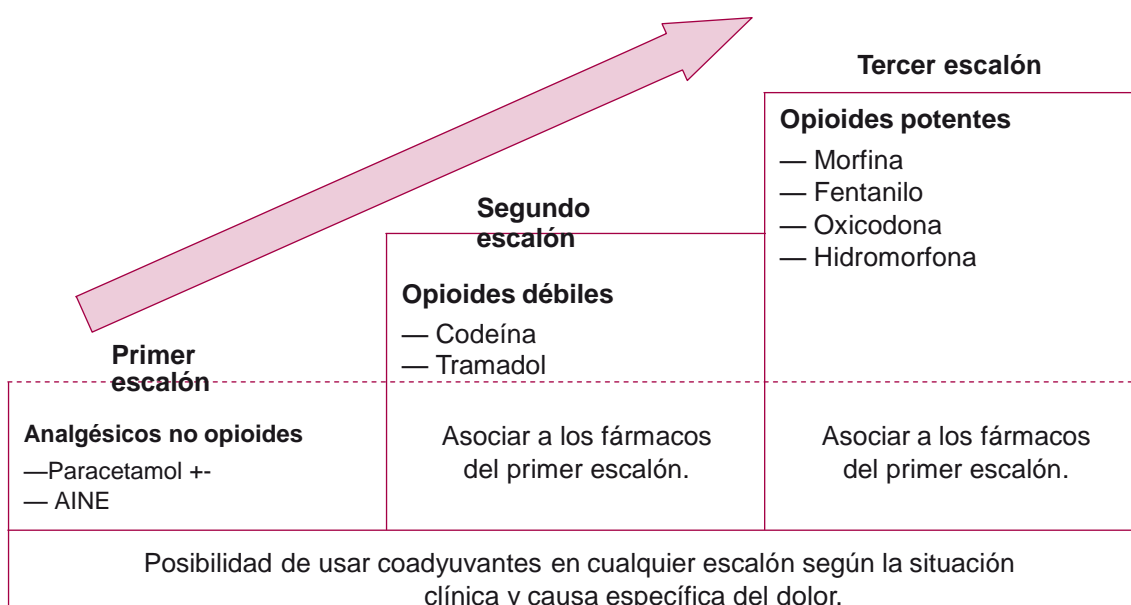 Tercer escalón
Opioides potentes
— Morfina
— Fentanilo
— Oxicodona
— Hidromorfona
Segundo
escalón
Opioides débiles
— Codeína
— Tramadol
Primer
escalón
Analgésicos no opioides
—Paracetamol +-
— AINE
Asociar a los fármacos
del primer escalón.
Asociar a los fármacos
del primer escalón.
Posibilidad de usar coadyuvantes en cualquier escalón según la situación
clínica y causa específica del dolor.